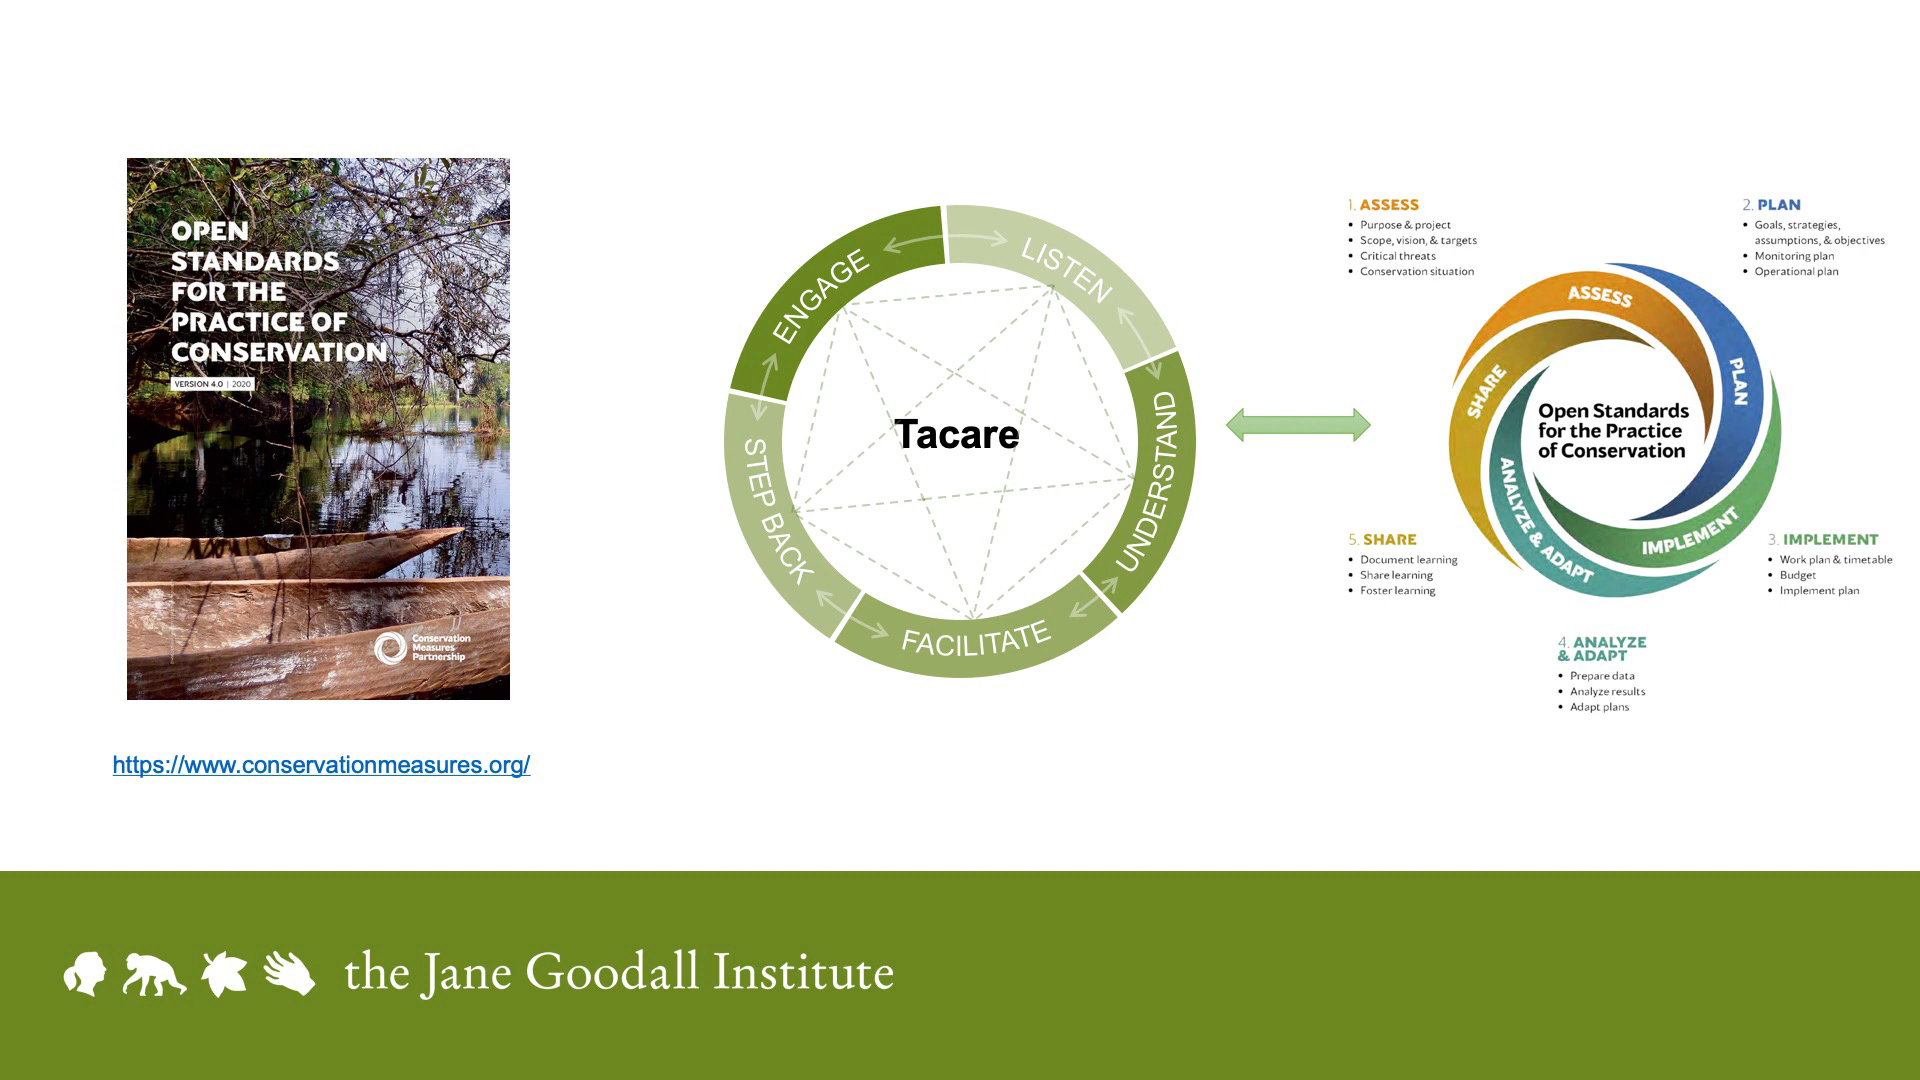 OPEN
STANDARDS
FOR THE
PRACTICE OF
CONSERVATION
VERSION 4.0 | 2020
Conservation
Measures
Partnership
https://www.conservationmeasures.org/
ENGAGE
LISTEN
UNDERSTAND
FACILITATE
STEP BACK
Tacare
1. ASSESS
• Purpose & project
• Scope, vision, & targets
• Critical threats
• Conservation situation
2. PLAN
• Goals, strategies,
assumptions, & objectives
• Monitoring plan
• Operational plan
ASSESS
PLAN
IMPLEMENT
ANALYZE & ADAPT
SHARE
Open Standards
for the Practice
of Conservation
5. SHARE
• Document learning
• Share learning
• Foster learning
3. IMPLEMENT
• Work plan & timetable
• Budget
• Implement plan
4. ANALYZE
& ADAPT
• Prepare data
• Analyze results
• Adapt plans
the Jane Goodall Institute